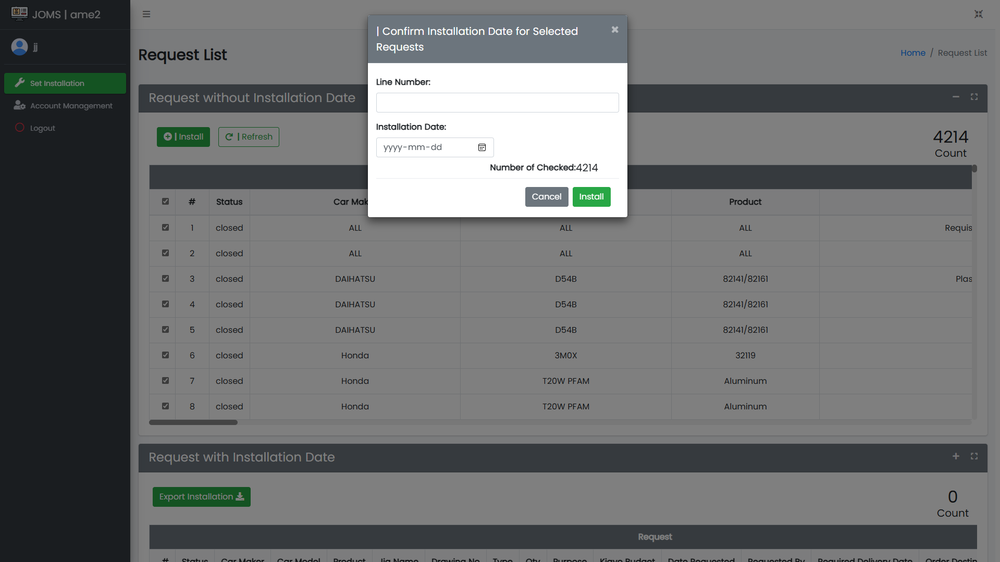 JOMS | ame2
jj
Set Installation
Account Management
Logout
Request List
Home / Request List
| Confirm Installation Date for Selected
Requests
Line Number:
Installation Date:
yyyy-mm-dd
Number of Checked:4214
Cancel
Install
Request without Installation Date
| Install
| Refresh
4214
Count
# Status Car Mak Product
1 closed ALL ALL ALL Requis
2 closed ALL ALL ALL
3 closed DAIHATSU D54B 82141/82161 Plas
4 closed DAIHATSU D54B 82141/82161
5 closed DAIHATSU D54B 82141/82161
6 closed Honda 3M0X 32119
7 closed Honda T20W PFAM Aluminum
8 closed Honda T20W PFAM Aluminum
Request with Installation Date
Export Installation
0
Count
Request
# Status Car Maker Car Model Product Jig Name Drawing No Type Qty Purpose Kigyo Budget Date Requested Requested By Required Delivery Date Order Destin